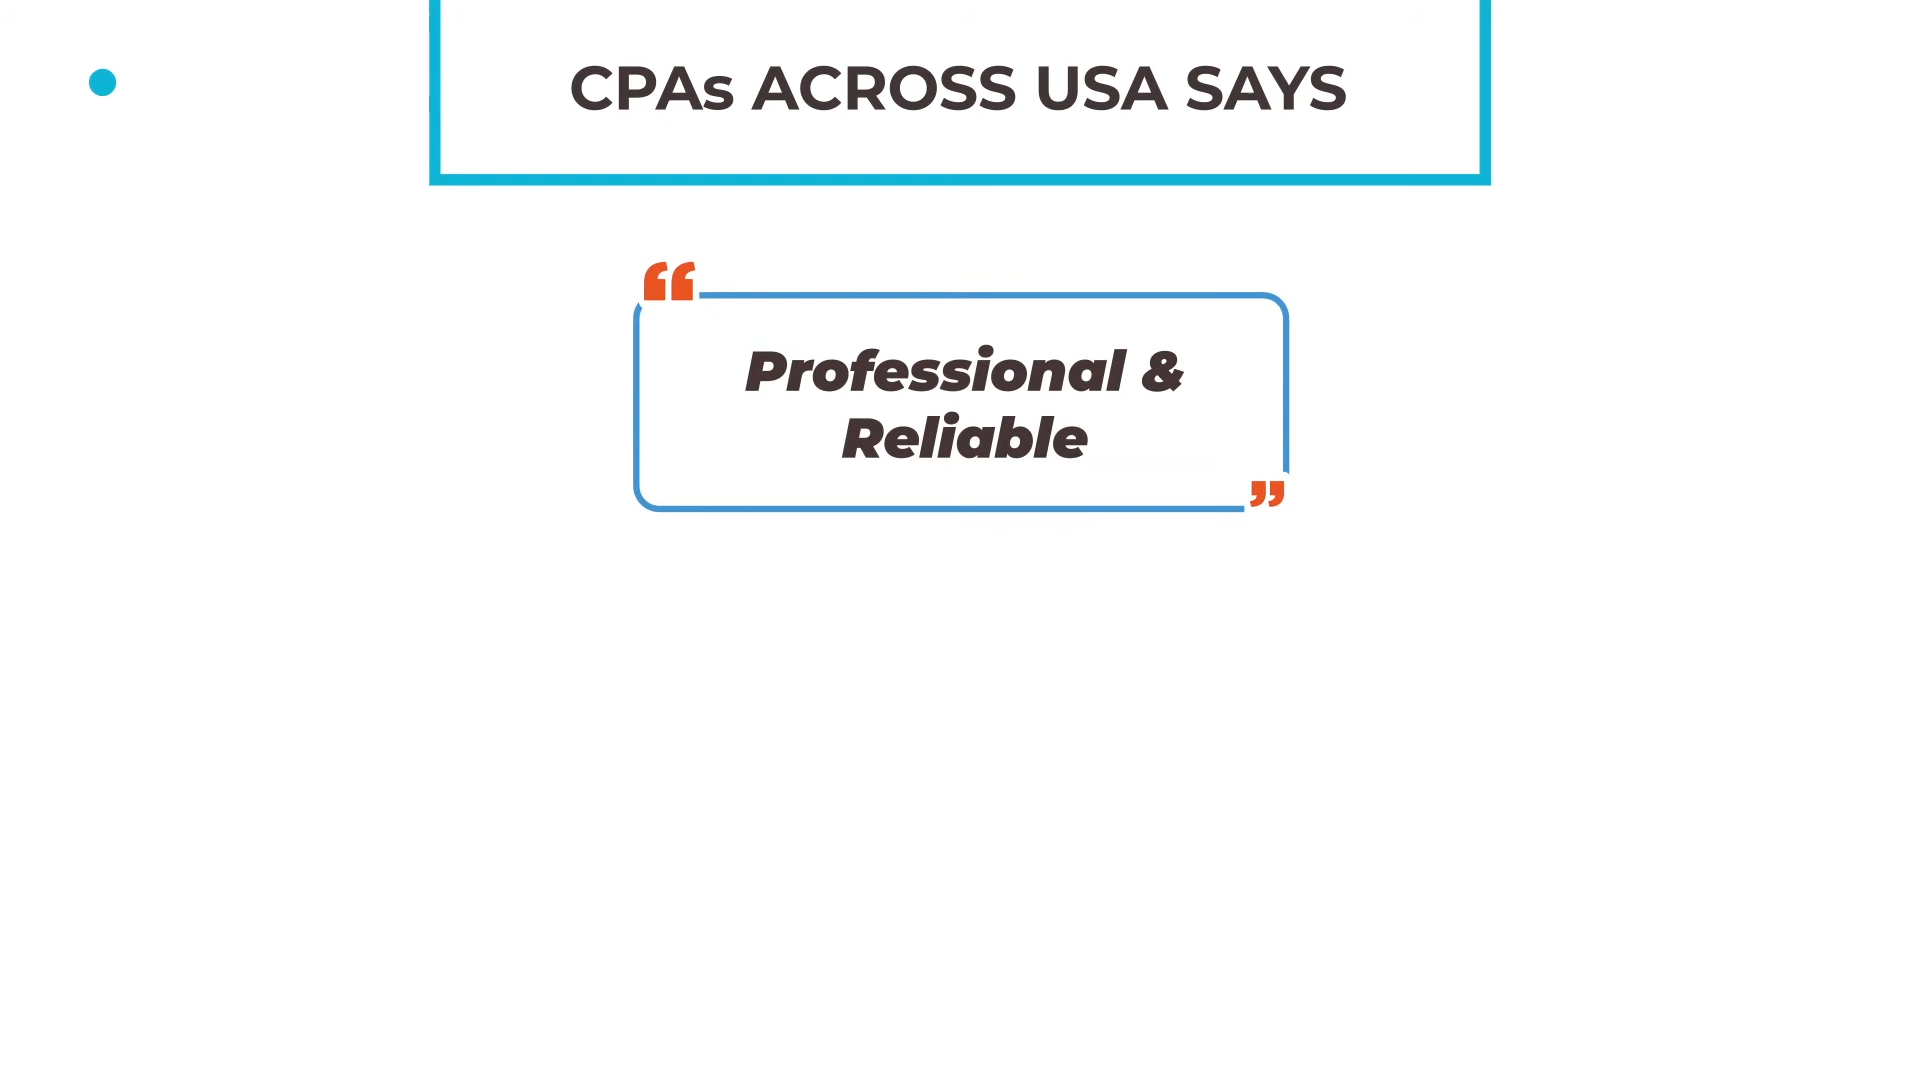 CPAs ACROSS USA SAYS
“
Professional &
Reliable
”